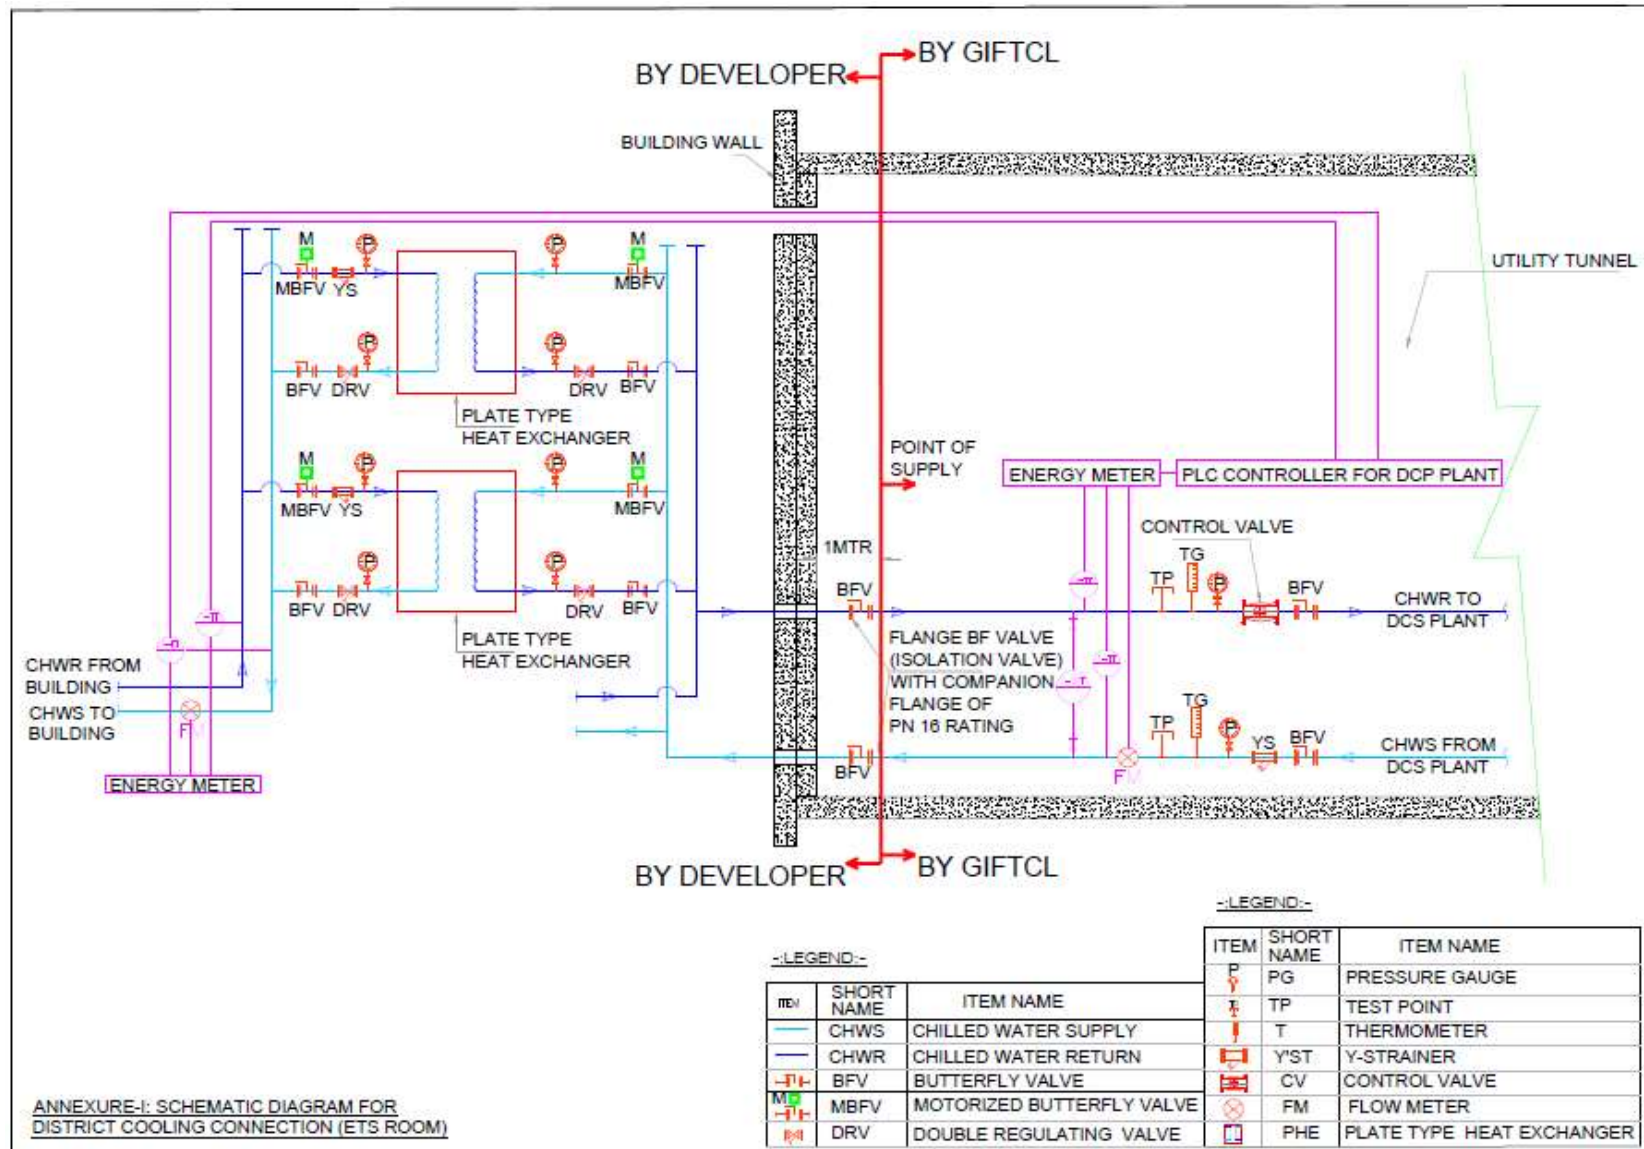 BY GIFTCL
BY DEVELOPER
BUILDING WALL
UTILITY TUNNEL
M
P
P
M
MBFV
YS
MBFV
P
P
BFV
DRV
DRV
BFV
PLATE TYPE
HEAT EXCHANGER
M
P
P
M
MBFV
YS
MBFV
P
P
BFV
DRV
DRV
BFV
PLATE TYPE
HEAT EXCHANGER
POINT OF
SUPPLY
ENERGY METER
PLC CONTROLLER FOR DCP PLANT
CONTROL VALVE
1MTR
BFV
TP
TG
P
BFV
CHWR TO
DCS PLANT
FLANGE BF VALVE
(ISOLATION VALVE)
WITH COMPANION
FLANGE OF
PN 16 RATING
CHWR FROM
BUILDING
CHWS TO
BUILDING
FM
ENERGY METER
BFV
FM
TP
TG
P
YS
BFV
CHWS FROM
DCS PLANT
BY DEVELOPER
BY GIFTCL
-:LEGEND:-
ITEM SHORT NAME ITEM NAME
CHWS CHILLED WATER SUPPLY
CHWR CHILLED WATER RETURN
BFV BUTTERFLY VALVE
M MBFV MOTORIZED BUTTERFLY VALVE
DRV DOUBLE REGULATING VALVE
-:LEGEND:-
ITEM SHORT NAME ITEM NAME
P PG PRESSURE GAUGE
TP TEST POINT
T THERMOMETER
Y'ST Y-STRAINER
CV CONTROL VALVE
FM FLOW METER
PHE PLATE TYPE HEAT EXCHANGER
ANNEXURE-I: SCHEMATIC DIAGRAM FOR
DISTRICT COOLING CONNECTION (ETS ROOM)